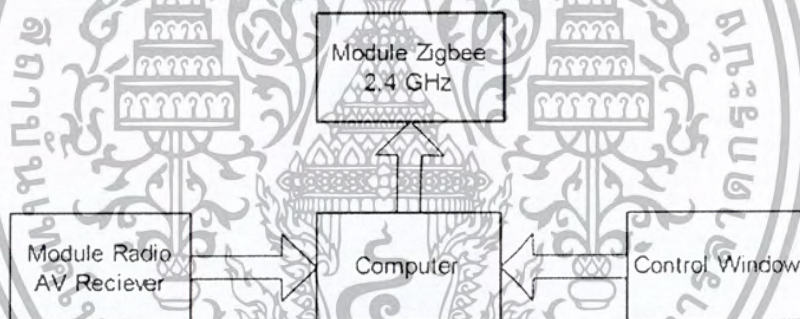 Module Zigbee
2.4 GHz
Module Radio
AV Reciever
Computer
Control Window